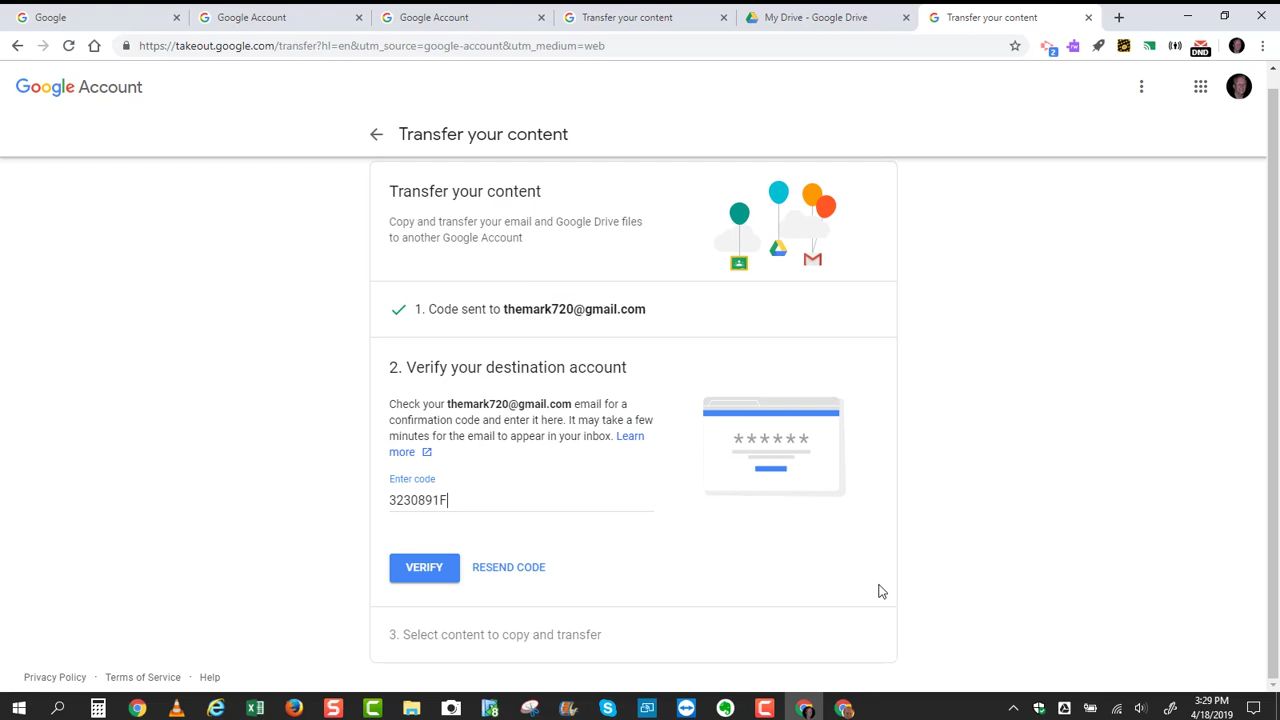 Google
Google Account
Google Account
Transfer your content
My Drive - Google Drive
Transfer your content
https://takeout.google.com/transfer?hl=en&utm_source=google-account&utm_medium=web
2
rw
DND
Google Account
Transfer your content
Transfer your content
Copy and transfer your email and Google Drive files
to another Google Account
1. Code sent to themark720@gmail.com
2. Verify your destination account
Check your themark720@gmail.com email for a
confirmation code and enter it here. It may take a few
minutes for the email to appear in your inbox. Learn
more
******
Enter code
3230891F
VERIFY
RESEND CODE
3. Select content to copy and transfer
Privacy Policy · Terms of Service · Help
3:29 PM
4/18/2019